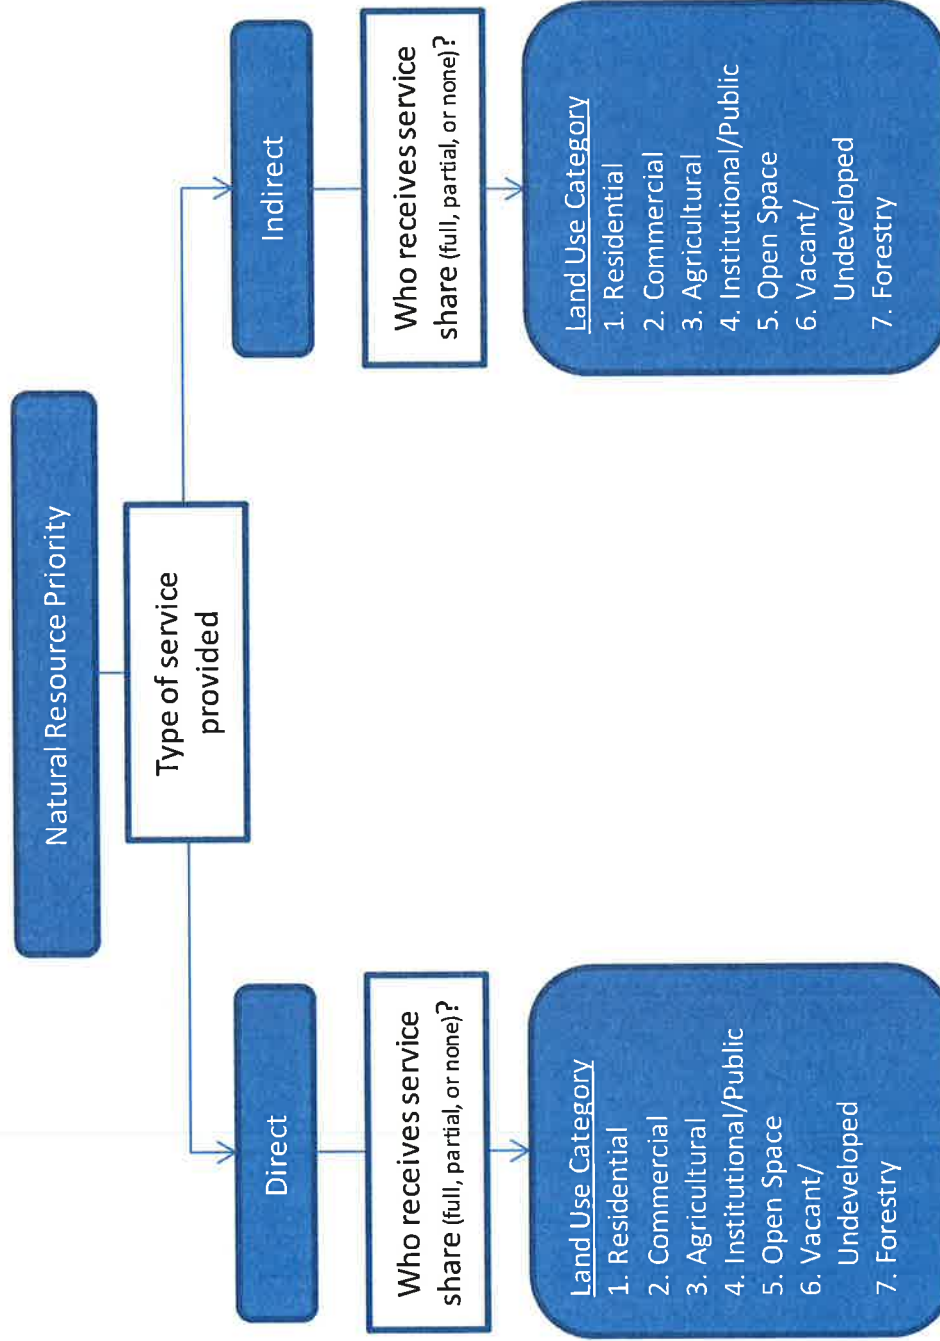 Natural Resource Priority
Type of service
provided
Direct
Who receives service
share (full, partial, or none)?
Land Use Category
1. Residential
2. Commercial
3. Agricultural
4. Institutional/Public
5. Open Space
6. Vacant/
Undeveloped
7. Forestry
Indirect
Who receives service
share (full, partial, or none)?
Land Use Category
1. Residential
2. Commercial
3. Agricultural
4. Institutional/Public
5. Open Space
6. Vacant/
Undeveloped
7. Forestry